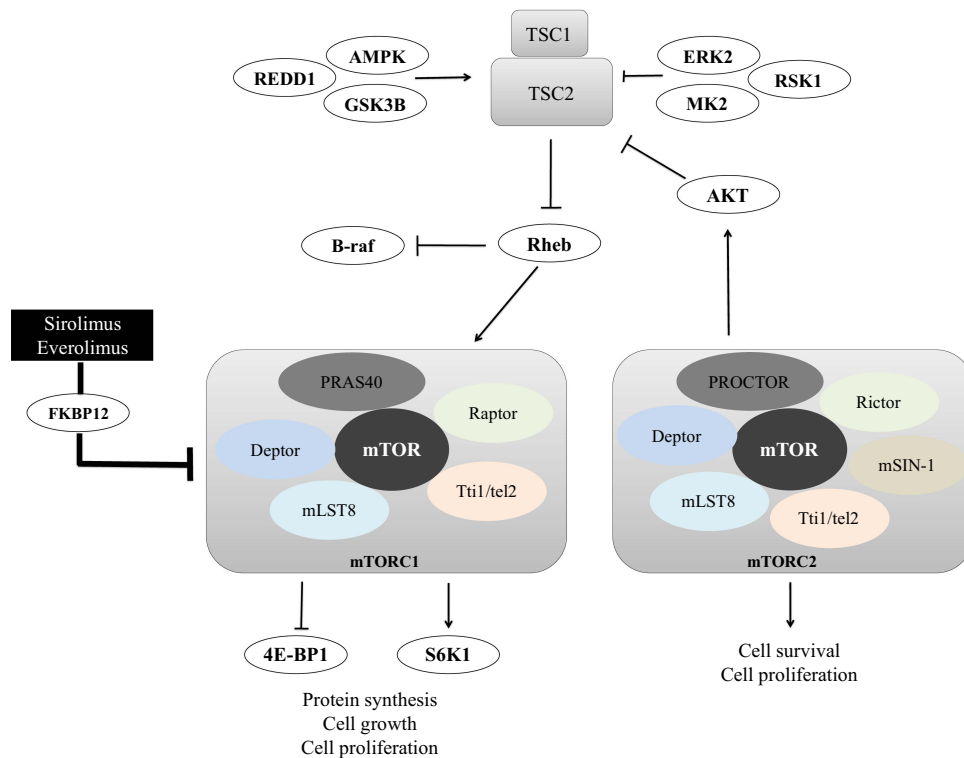 TSC1
TSC2
AMPK
REDD1
GSK3B
ERK2
RSK1
MK2
AKT
B-raf
Rheb
Sirolimus
Everolimus
FKBP12
PRAS40
Raptor
Deptor
mTOR
Tti1/tel2
mLST8
mTORC1
PROCTOR
Rictor
Deptor
mTOR
mSIN-1
mLST8
Tti1/tel2
mTORC2
4E-BP1
S6K1
Protein synthesis
Cell growth
Cell proliferation
Cell survival
Cell proliferation